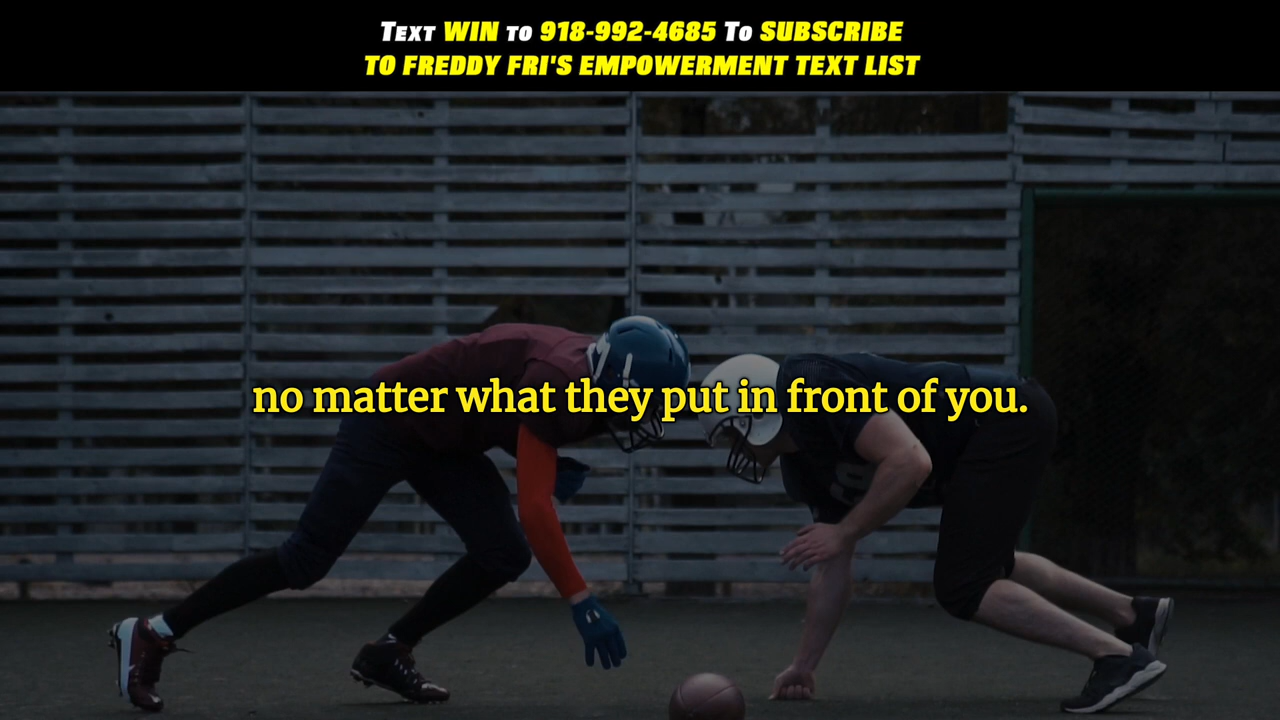 Text WIN to 918-992-4685 To SUBSCRIBE
TO FREDDY FRI'S EMPOWERMENT TEXT LIST
no matter what they put in front of you.